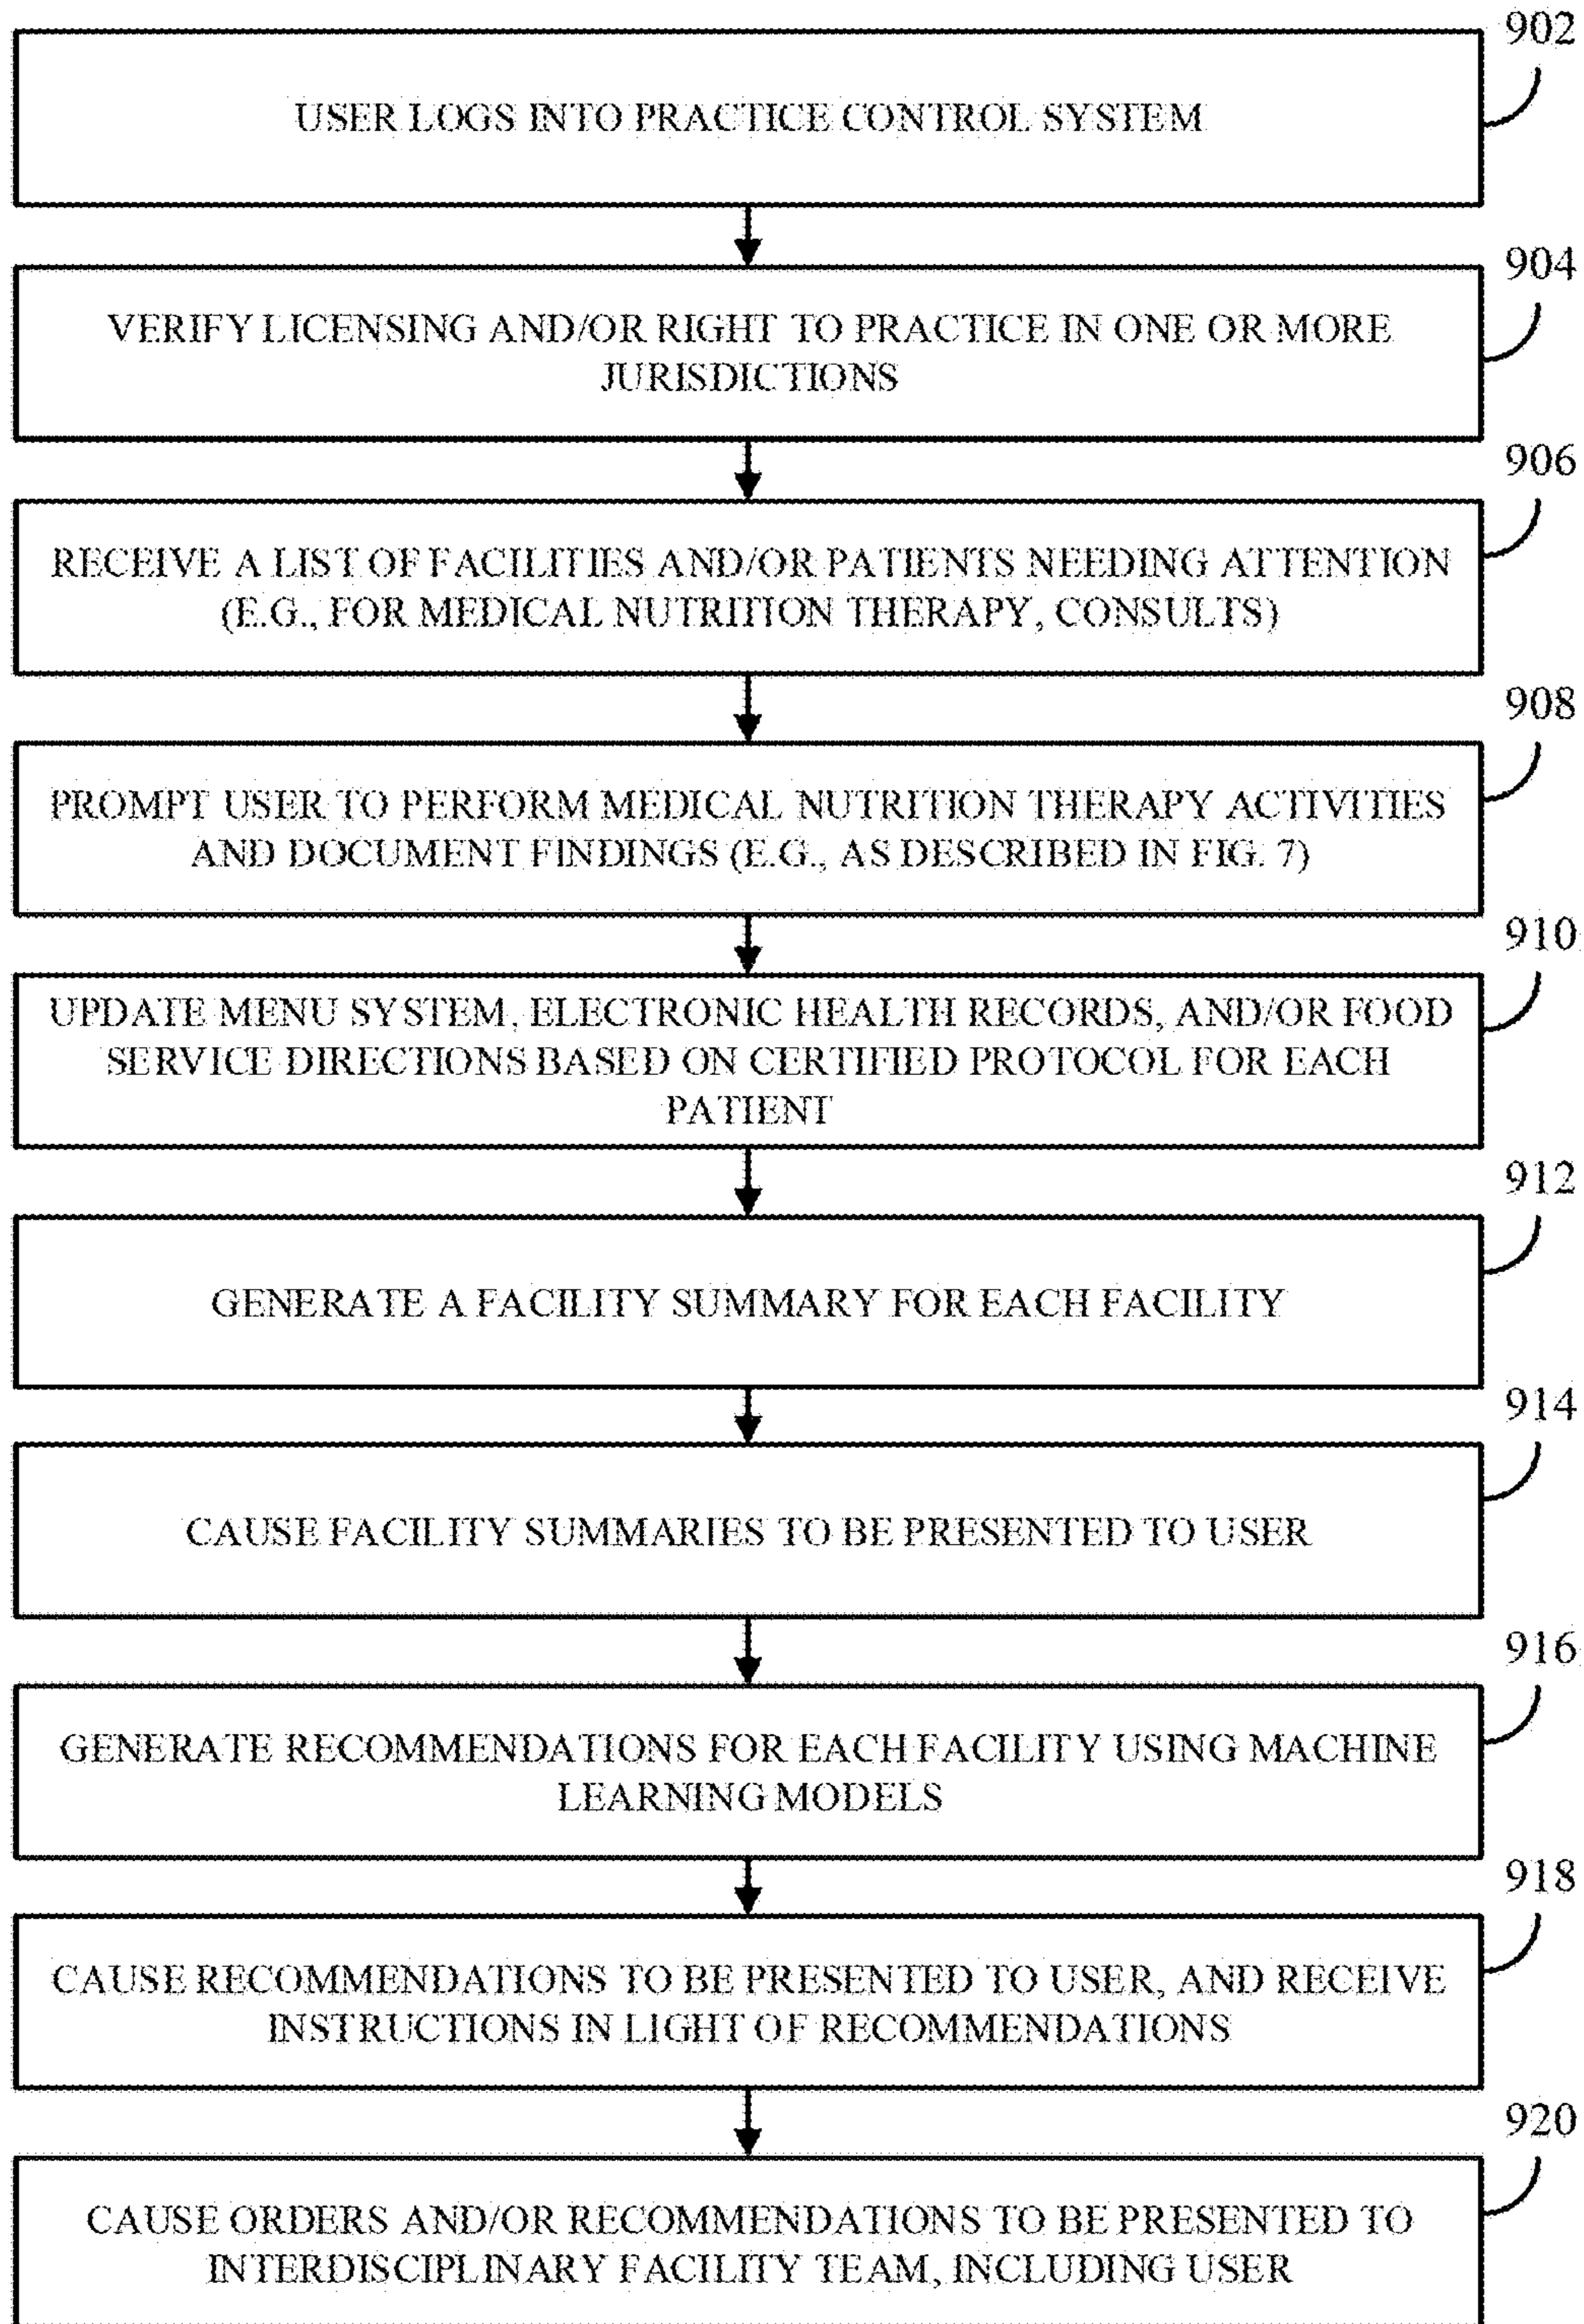 902
USER LOGS INTO PRACTICE CONTROL SYSTEM
904
VERIFY LICENSING AND/OR RIGHT TO PRACTICE IN ONE OR MORE
JURISDICTIONS
906
RECEIVE A LIST OF FACILITIES AND/OR PATIENTS NEEDING ATTENTION
(E.G., FOR MEDICAL NUTRITION THERAPY, CONSULTS)
908
PROMPT USER TO PERFORM MEDICAL NUTRITION THERAPY ACTIVITIES
AND DOCUMENT FINDINGS (E.G., AS DESCRIBED IN FIG. 7)
910
UPDATE MENU SYSTEM, ELECTRONIC HEALTH RECORDS, AND/OR FOOD
SERVICE DIRECTIONS BASED ON CERTIFIED PROTOCOL FOR EACH
PATIENT
912
GENERATE A FACILITY SUMMARY FOR EACH FACILITY
914
CAUSE FACILITY SUMMARIES TO BE PRESENTED TO USER
916
GENERATE RECOMMENDATIONS FOR EACH FACILITY USING MACHINE
LEARNING MODELS
918
CAUSE RECOMMENDATIONS TO BE PRESENTED TO USER, AND RECEIVE
INSTRUCTIONS IN LIGHT OF RECOMMENDATIONS
920
CAUSE ORDERS AND/OR RECOMMENDATIONS TO BE PRESENTED TO
INTERDISCIPLINARY FACILITY TEAM, INCLUDING USER